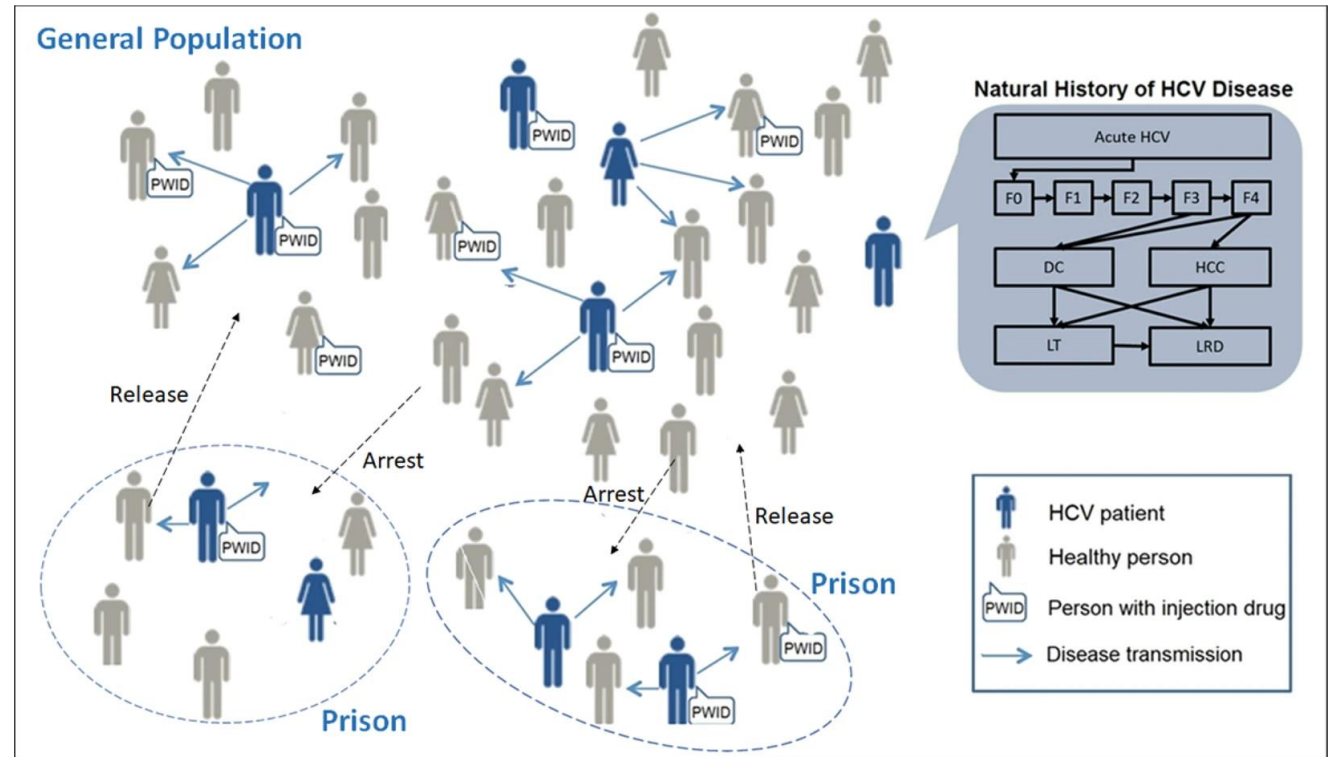 General Population
PWID
PWID
PWID
PWID
PWID
PWID
PWID
Release
Arrest
Arrest
Release
PWID
PWID
PWID
Prison
Prison
Natural History of HCV Disease
Acute HCV
F0
F1
F2
F3
F4
DC
HCC
LT
LRD
HCV patient
Healthy person
PWID
Person with injection drug
Disease transmission